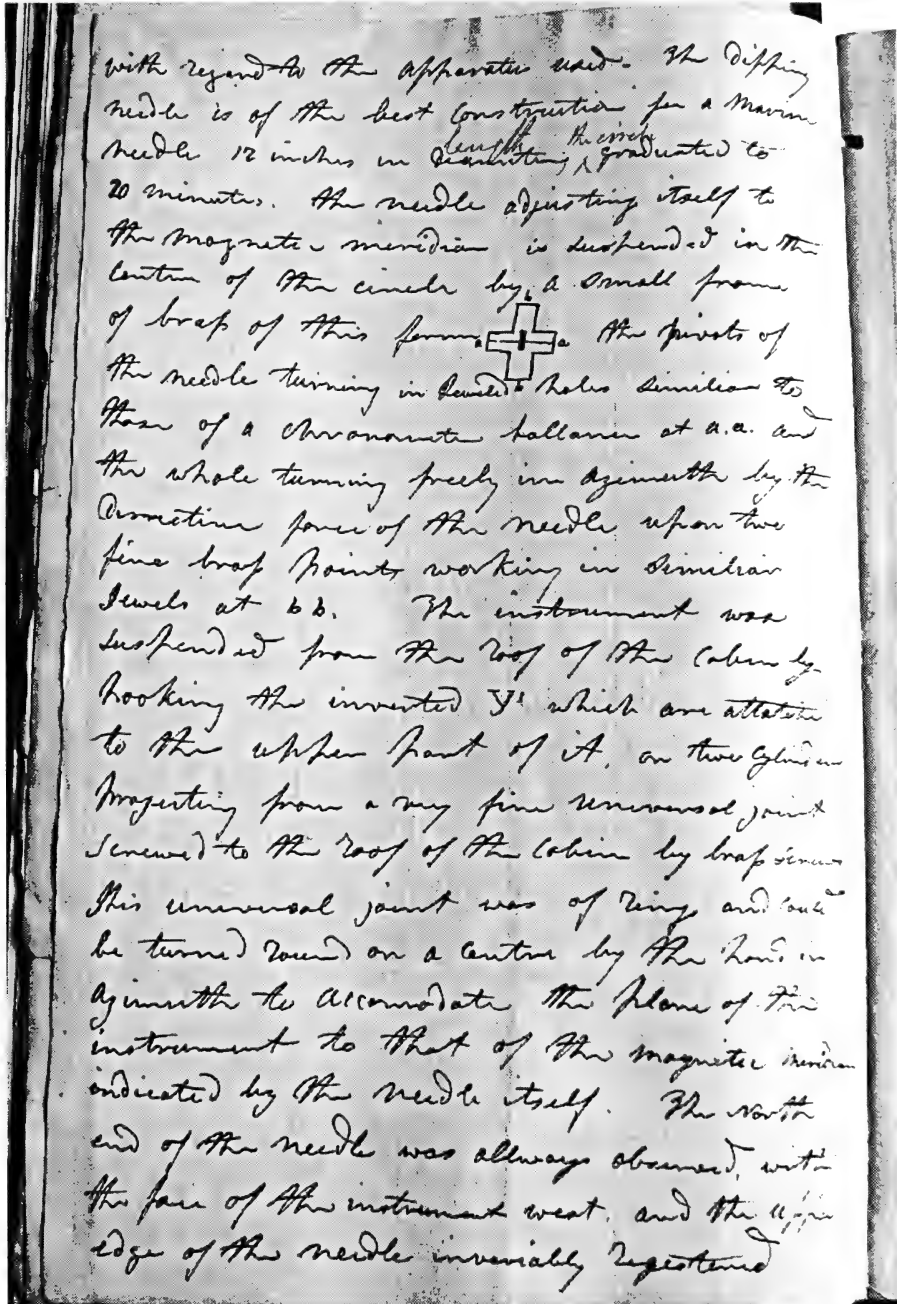 with regard to the apparatus used. The dipping
needle is of the best construction for a Marine
length the circle
needle 12 inches in graduated to
20 minutes. the needle adjusting itself to
the magnetic meridian is suspended in the
centre of the circle by a small frame
of brass of this form b a a b the pivots of
the needle turning in Jeweled holes similiar to
those of a chronometer ballance at a.a. and
the whole turning freely in azimuth by the
directive force of the needle upon two
fine brass points working in similiar
Jewels at b b. The instrument was
suspended from the roof of the cabin by
hooking the inverted Ys which are attatched
to the upper part of it, on two cylinders
projecting from a very fine universal joint
screwed to the roof of the cabin by brass screws
this universal joint was of rings and could
be turned round on a centre by the hand in
azimuth to accomodate the plane of the
instrument to that of the magnetic meridian
indicated by the needle itself. The north
end of the needle was allways observed, with
the face of the instrument west, and the upper
edge of the needle invariably registered